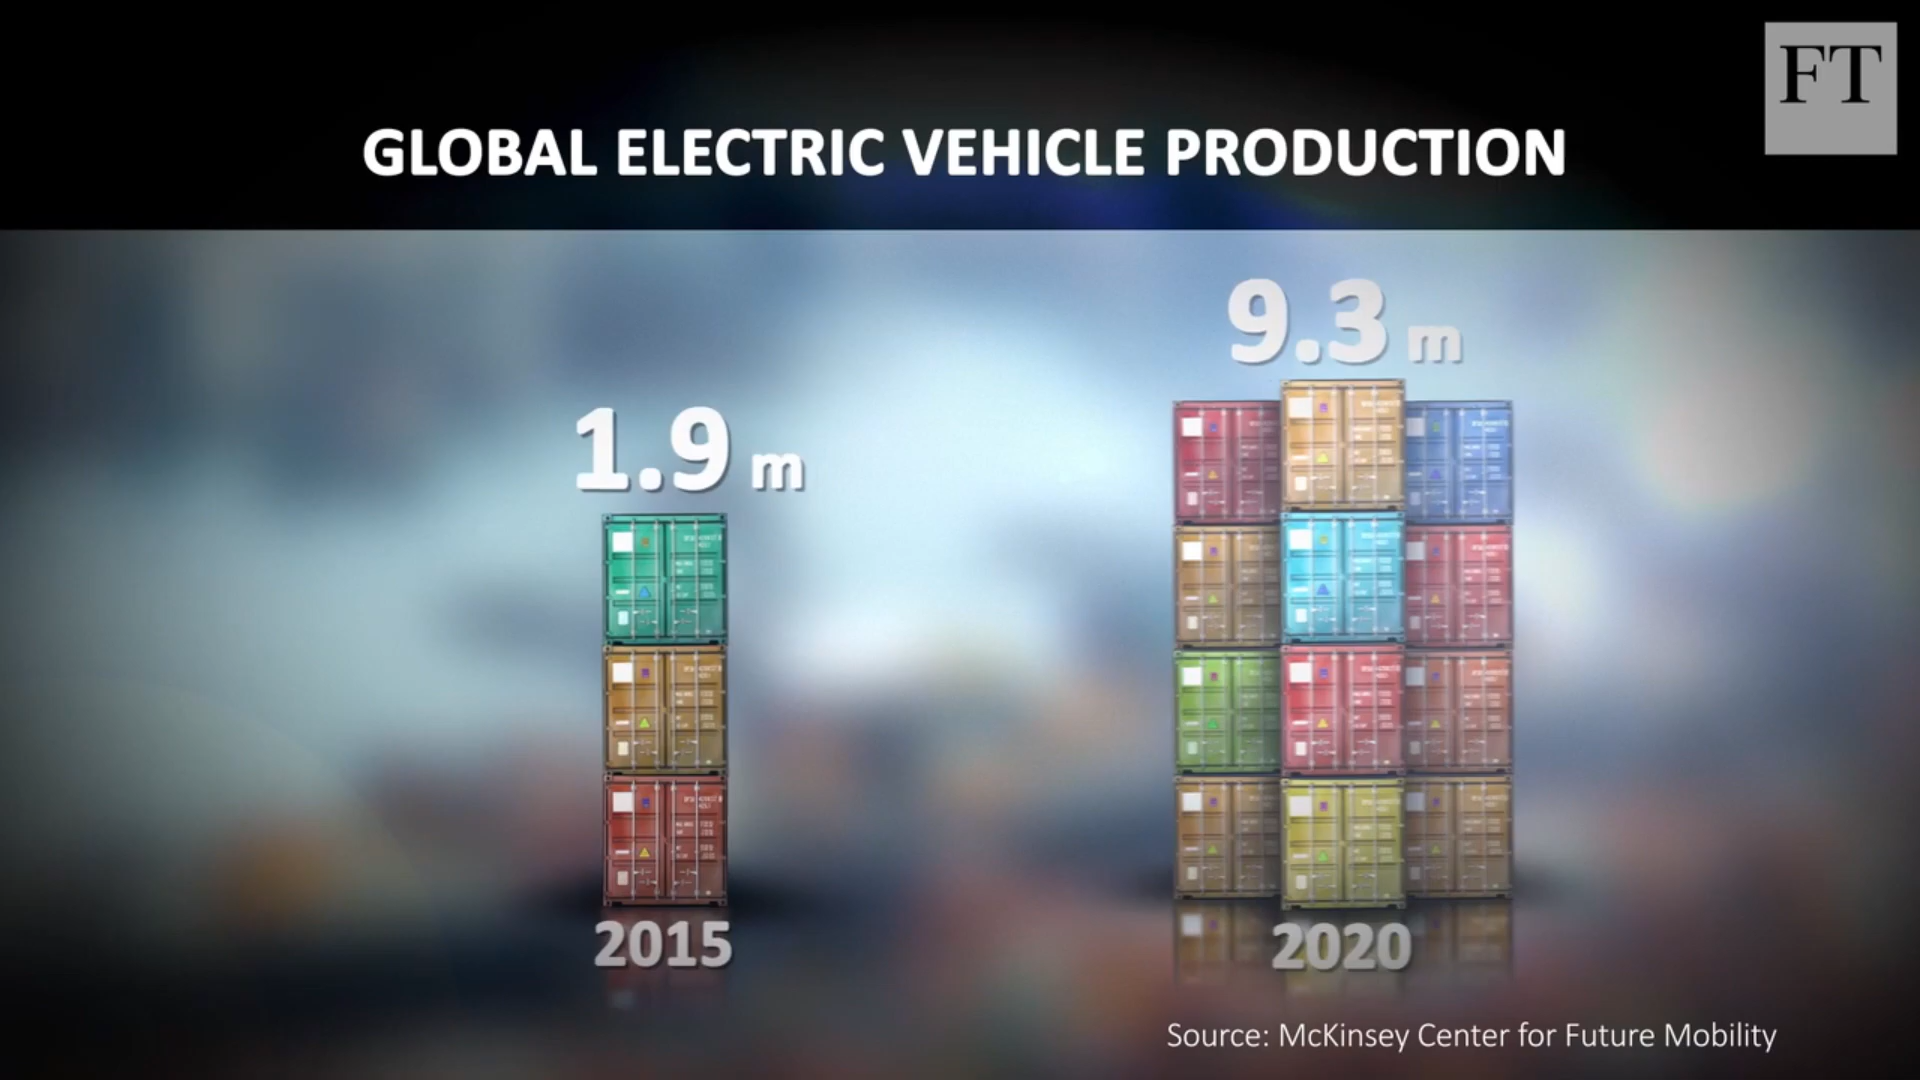 FT
GLOBAL ELECTRIC VEHICLE PRODUCTION
1.9 m
9.3 m
2015
2020
Source: McKinsey Center for Future Mobility